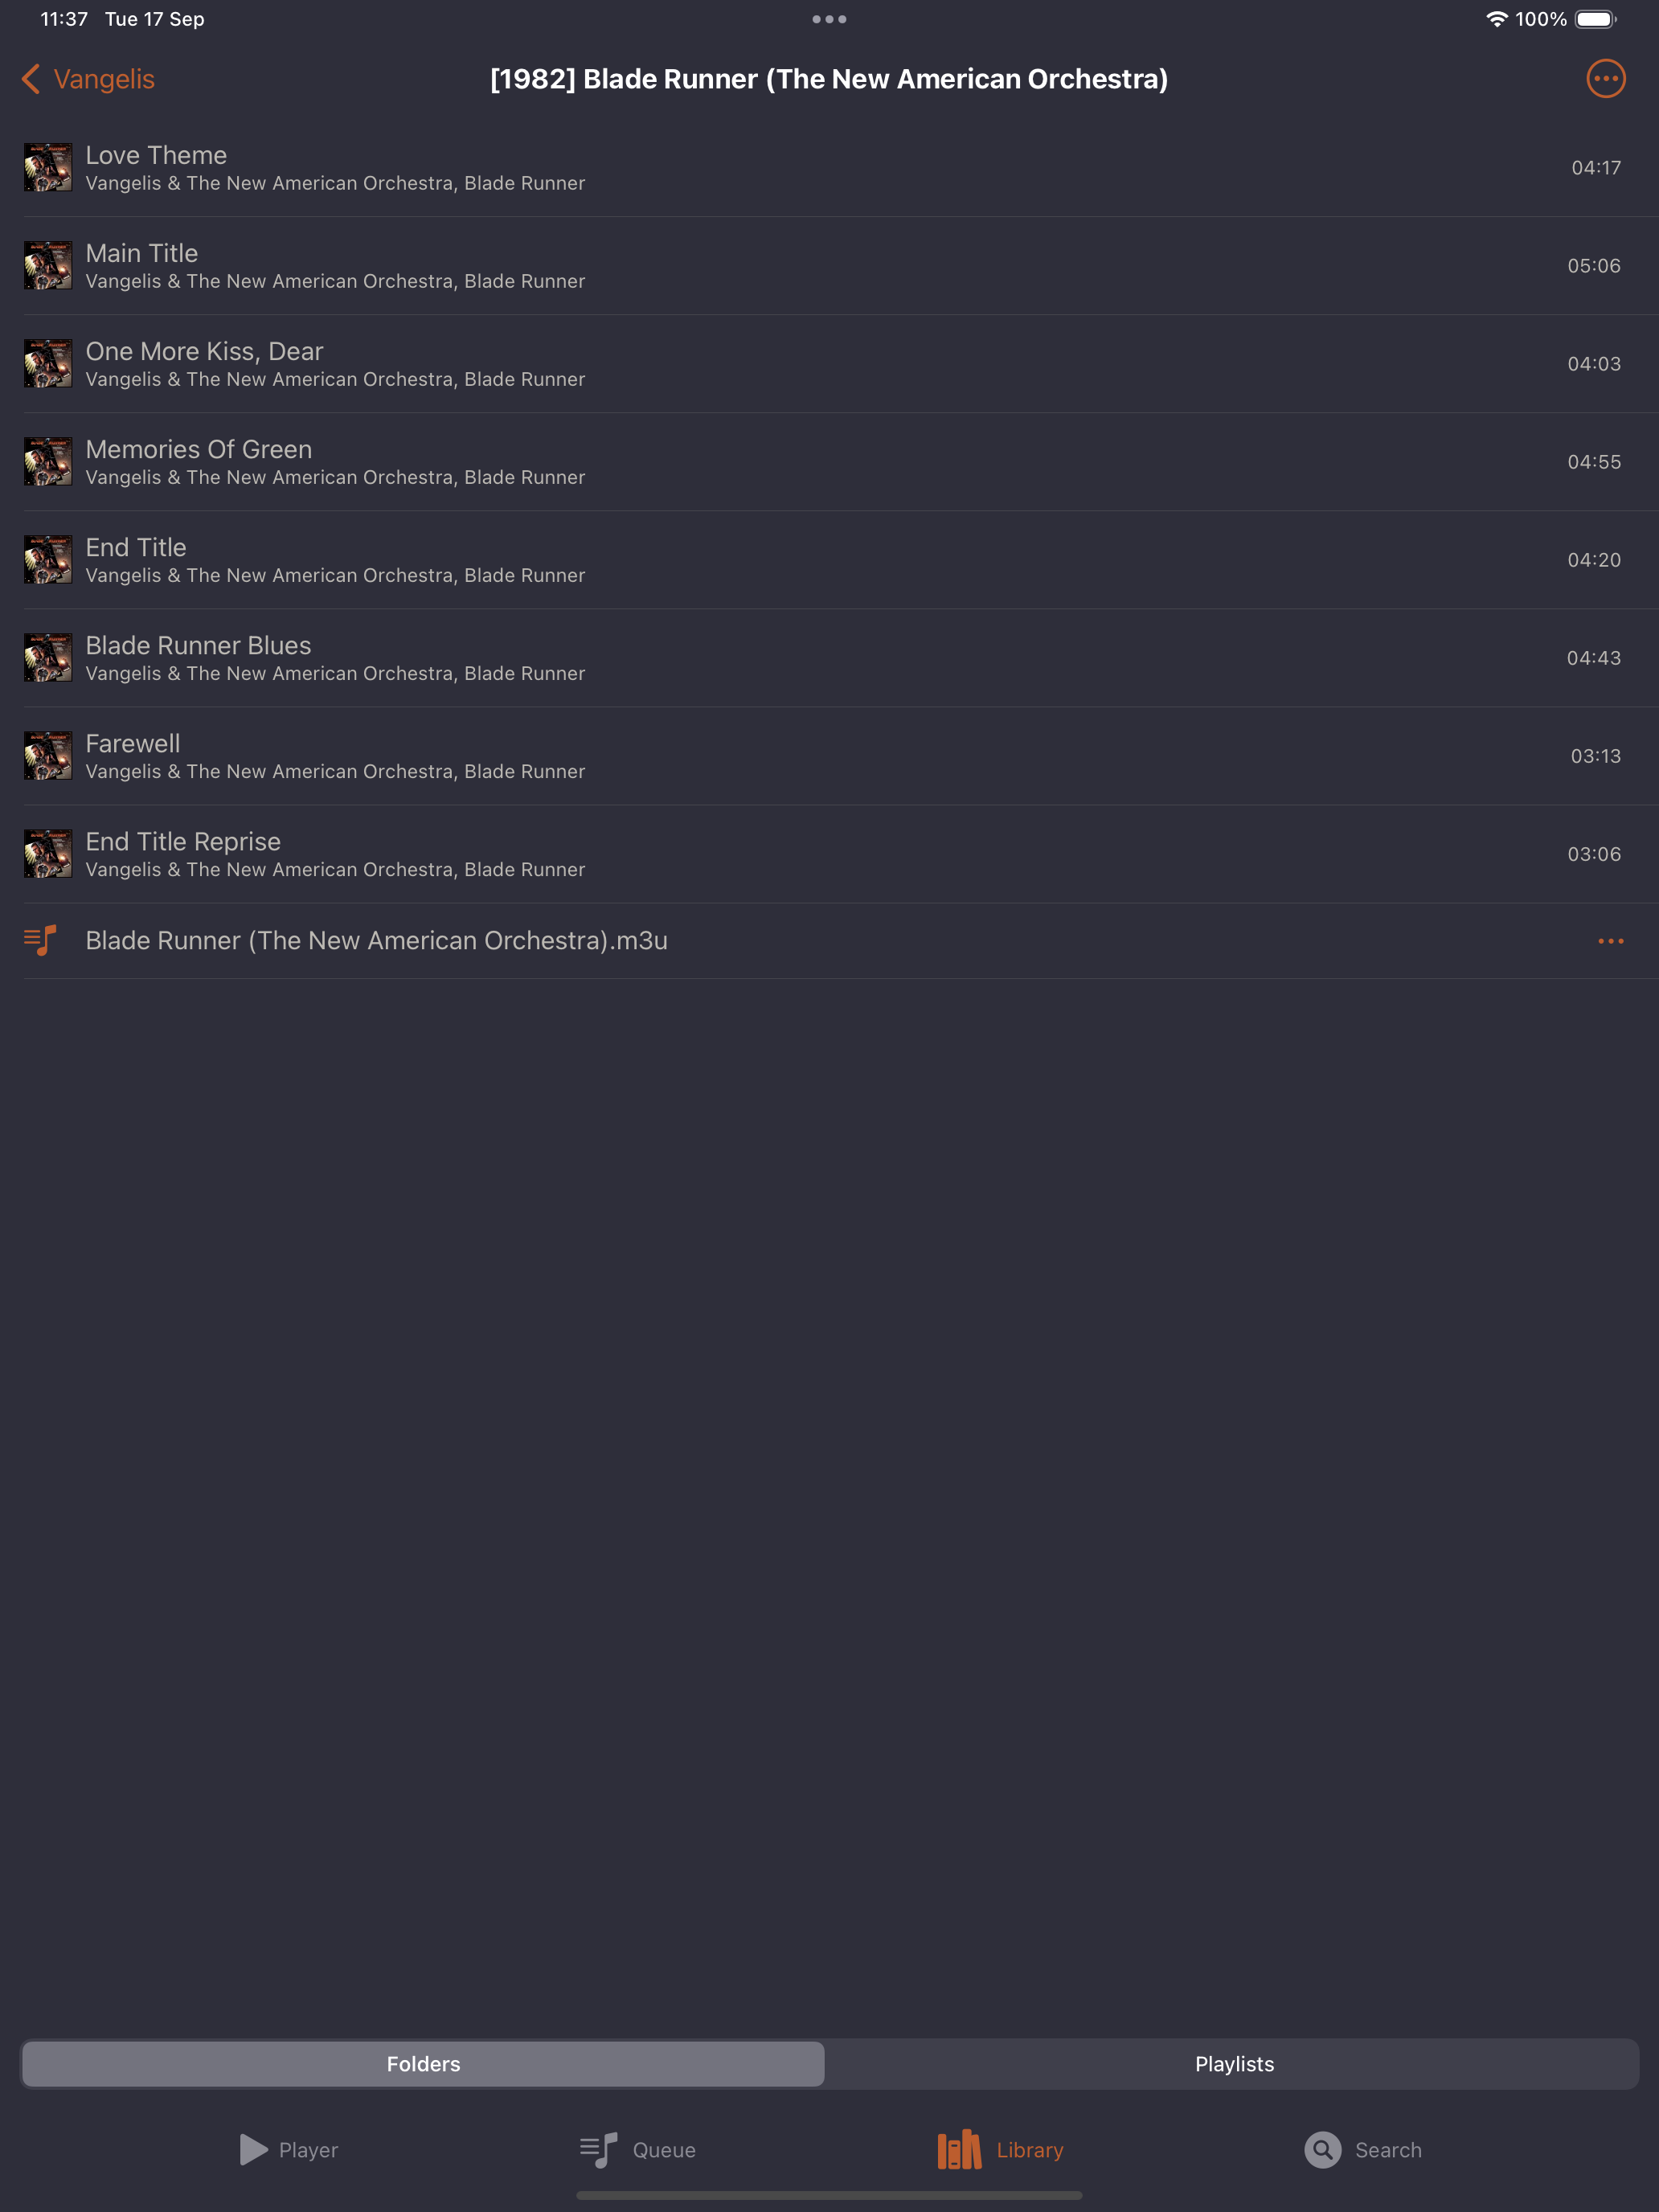 11:37 Tue 17 Sep
100%
Vangelis
[1982] Blade Runner (The New American Orchestra)
Love Theme
Vangelis & The New American Orchestra, Blade Runner
04:17
Main Title
Vangelis & The New American Orchestra, Blade Runner
05:06
One More Kiss, Dear
Vangelis & The New American Orchestra, Blade Runner
04:03
Memories Of Green
Vangelis & The New American Orchestra, Blade Runner
04:55
End Title
Vangelis & The New American Orchestra, Blade Runner
04:20
Blade Runner Blues
Vangelis & The New American Orchestra, Blade Runner
04:43
Farewell
Vangelis & The New American Orchestra, Blade Runner
03:13
End Title Reprise
Vangelis & The New American Orchestra, Blade Runner
03:06
Blade Runner (The New American Orchestra).m3u
Folders
Playlists
Player
Queue
Library
Search